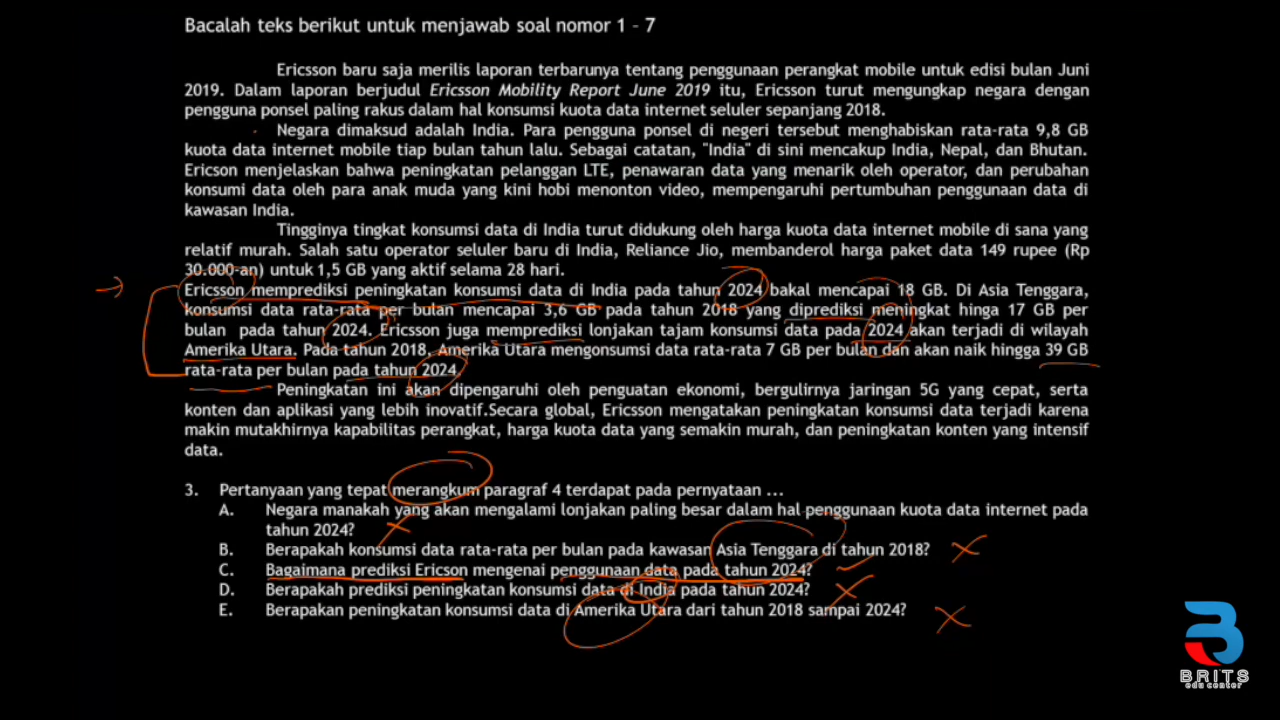 Bacalah teks berikut untuk menjawab soal nomor 1 – 7
Ericsson baru saja merilis laporan terbarunya tentang penggunaan perangkat mobile untuk edisi bulan Juni
2019. Dalam laporan berjudul Ericsson Mobility Report June 2019 itu, Ericsson turut mengungkap negara dengan
pengguna ponsel paling rakus dalam hal konsumsi kuota data internet seluler sepanjang 2018.
Negara dimaksud adalah India. Para pengguna ponsel di negeri tersebut menghabiskan rata-rata 9,8 GB
kuota data internet mobile tiap bulan tahun lalu. Sebagai catatan, "India" di sini mencakup India, Nepal, dan Bhutan.
Ericson menjelaskan bahwa peningkatan pelanggan LTE, penawaran data yang menarik oleh operator, dan perubahan
konsumi data oleh para anak muda yang kini hobi menonton video, mempengaruhi pertumbuhan penggunaan data di
kawasan India.
Tingginya tingkat konsumsi data di India turut didukung oleh harga kuota data internet mobile di sana yang
relatif murah. Salah satu operator seluler baru di India, Reliance Jio, membanderol harga paket data 149 rupee (Rp
30.000-an) untuk 1,5 GB yang aktif selama 28 hari.
Ericsson memprediksi peningkatan konsumsi data di India pada tahun 2024 bakal mencapai 18 GB. Di Asia Tenggara,
konsumsi data rata-rata per bulan mencapai 3,6 GB pada tahun 2018 yang diprediksi meningkat hinga 17 GB per
bulan pada tahun 2024. Ericsson juga memprediksi lonjakan tajam konsumsi data pada 2024 akan terjadi di wilayah
Amerika Utara. Pada tahun 2018, Amerika Utara mengonsumsi data rata-rata 7 GB per bulan dan akan naik hingga 39 GB
rata-rata per bulan pada tahun 2024
Peningkatan ini akan dipengaruhi oleh penguatan ekonomi, bergulirnya jaringan 5G yang cepat, serta
konten dan aplikasi yang lebih inovatif.Secara global, Ericsson mengatakan peningkatan konsumsi data terjadi karena
makin mutakhirnya kapabilitas perangkat, harga kuota data yang semakin murah, dan peningkatan konten yang intensif
data.
3. Pertanyaan yang tepat merangkum paragraf 4 terdapat pada pernyataan ...
A. Negara manakah yang akan mengalami lonjakan paling besar dalam hal penggunaan kuota data internet pada
tahun 2024?
B. Berapakah konsumsi data rata-rata per bulan pada kawasan Asia Tenggara di tahun 2018?
C. Bagaimana prediksi Ericson mengenai penggunaan data pada tahun 2024?
D. Berapakah prediksi peningkatan konsumsi data di India pada tahun 2024?
E. Berapakan peningkatan konsumsi data di Amerika Utara dari tahun 2018 sampai 2024?
BRITS
edu center